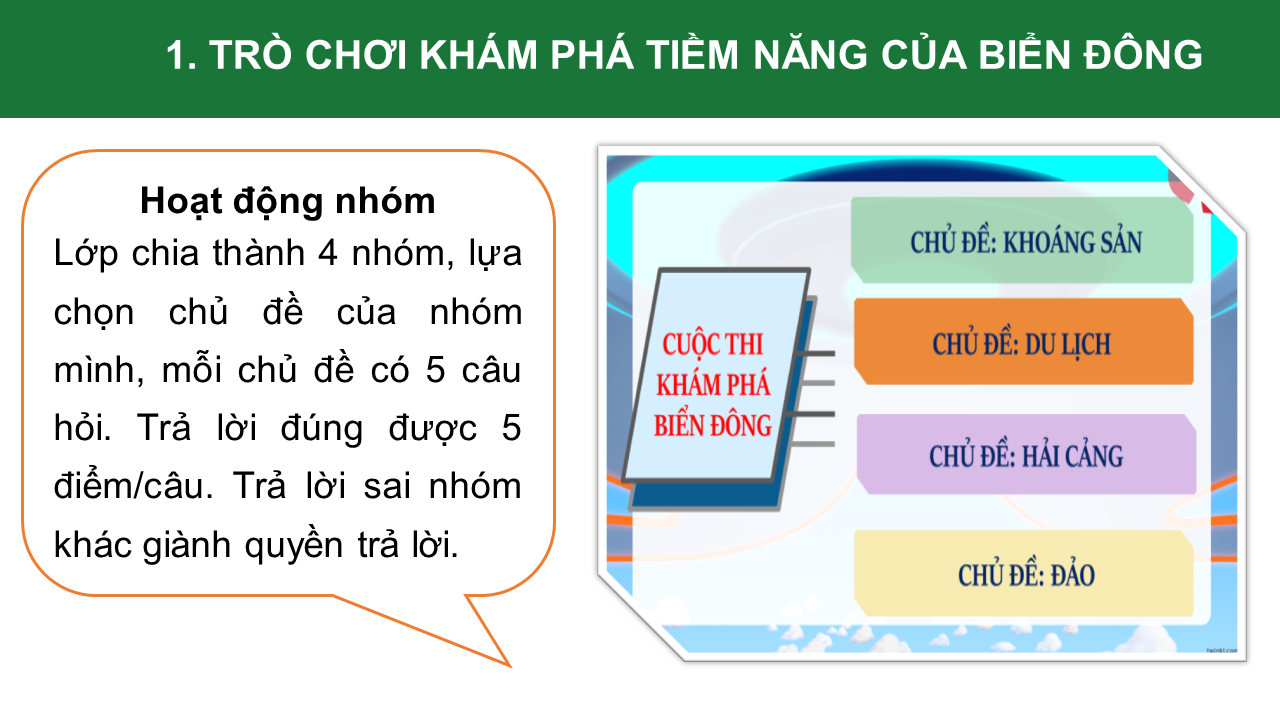 1. TRÒ CHƠI KHÁM PHÁ TIỀM NĂNG CỦA BIỂN ĐÔNG
Hoạt động nhóm
Lớp chia thành 4 nhóm, lựa
chọn chủ đề của nhóm
mình, mỗi chủ đề có 5 câu
hỏi. Trả lời đúng được 5
điểm/câu. Trả lời sai nhóm
khác giành quyền trả lời.
CUỘC THI
KHÁM PHÁ
BIỂN ĐÔNG
CHỦ ĐỀ: KHOÁNG SẢN
CHỦ ĐỀ: DU LỊCH
CHỦ ĐỀ: HẢI CẢNG
CHỦ ĐỀ: ĐẢO